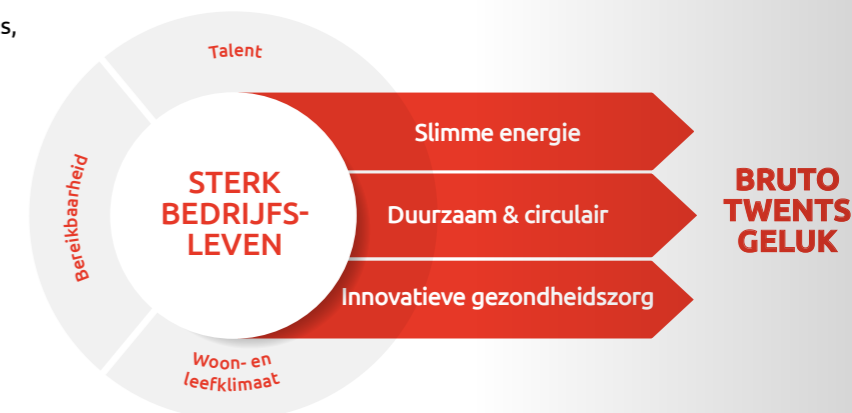 s,
Talent
Bereikbaarheid
STERK
BEDRIJFS-
LEVEN
Woon- en
leefklimaat
Slimme energie
Duurzaam & circulair
Innovatieve gezondheidszorg
BRUTO
TWENTS
GELUK